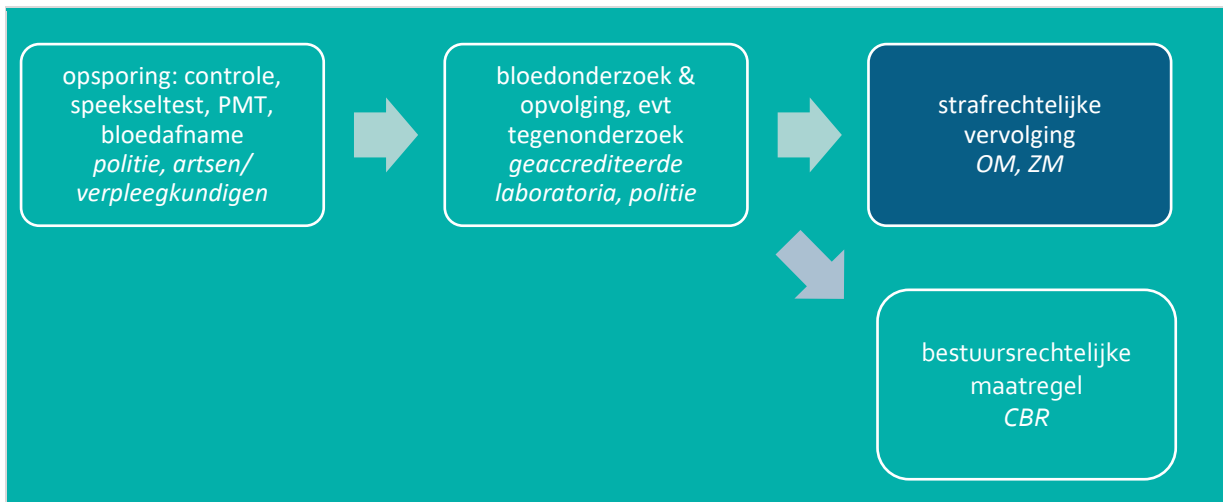 opsporing: controle,
speekseltest, PMT,
bloedafname
politie, artsen/
verpleegkundigen
bloedonderzoek &
opvolging, evt
tegenonderzoek
geaccrediteerde
laboratoria, politie
strafrechtelijke
vervolging
OM, ZM
bestuursrechtelijke
maatregel
CBR